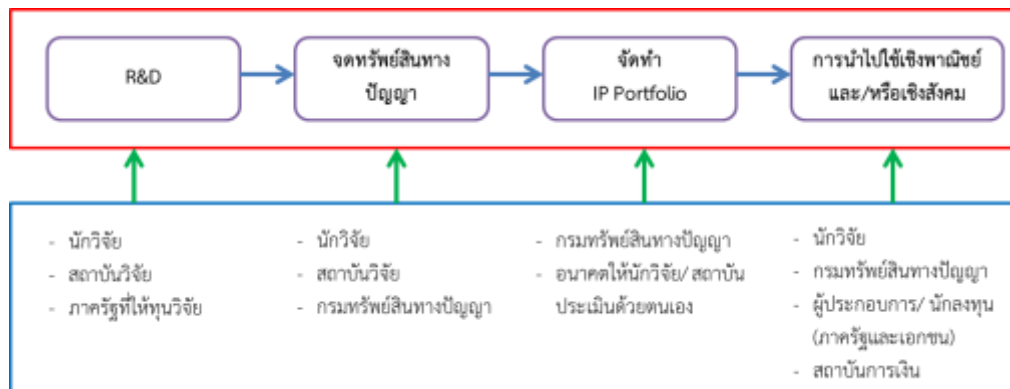 R&D
จดทรัพย์สินทาง
ปัญญา
จัดทำ
IP Portfolio
การนำไปใช้เชิงพาณิชย์
และ/หรือเชิงสังคม
- นักวิจัย
- สถาบันวิจัย
- ภาครัฐที่ให้ทุนวิจัย
- นักวิจัย
- สถาบันวิจัย
- กรมทรัพย์สินทางปัญญา
- กรมทรัพย์สินทางปัญญา
- อนาคตให้นักวิจัย/ สถาบัน
ประเมินด้วยตนเอง
- นักวิจัย
- กรมทรัพย์สินทางปัญญา
- ผู้ประกอบการ/ นักลงทุน
(ภาครัฐและเอกชน)
- สถาบันการเงิน